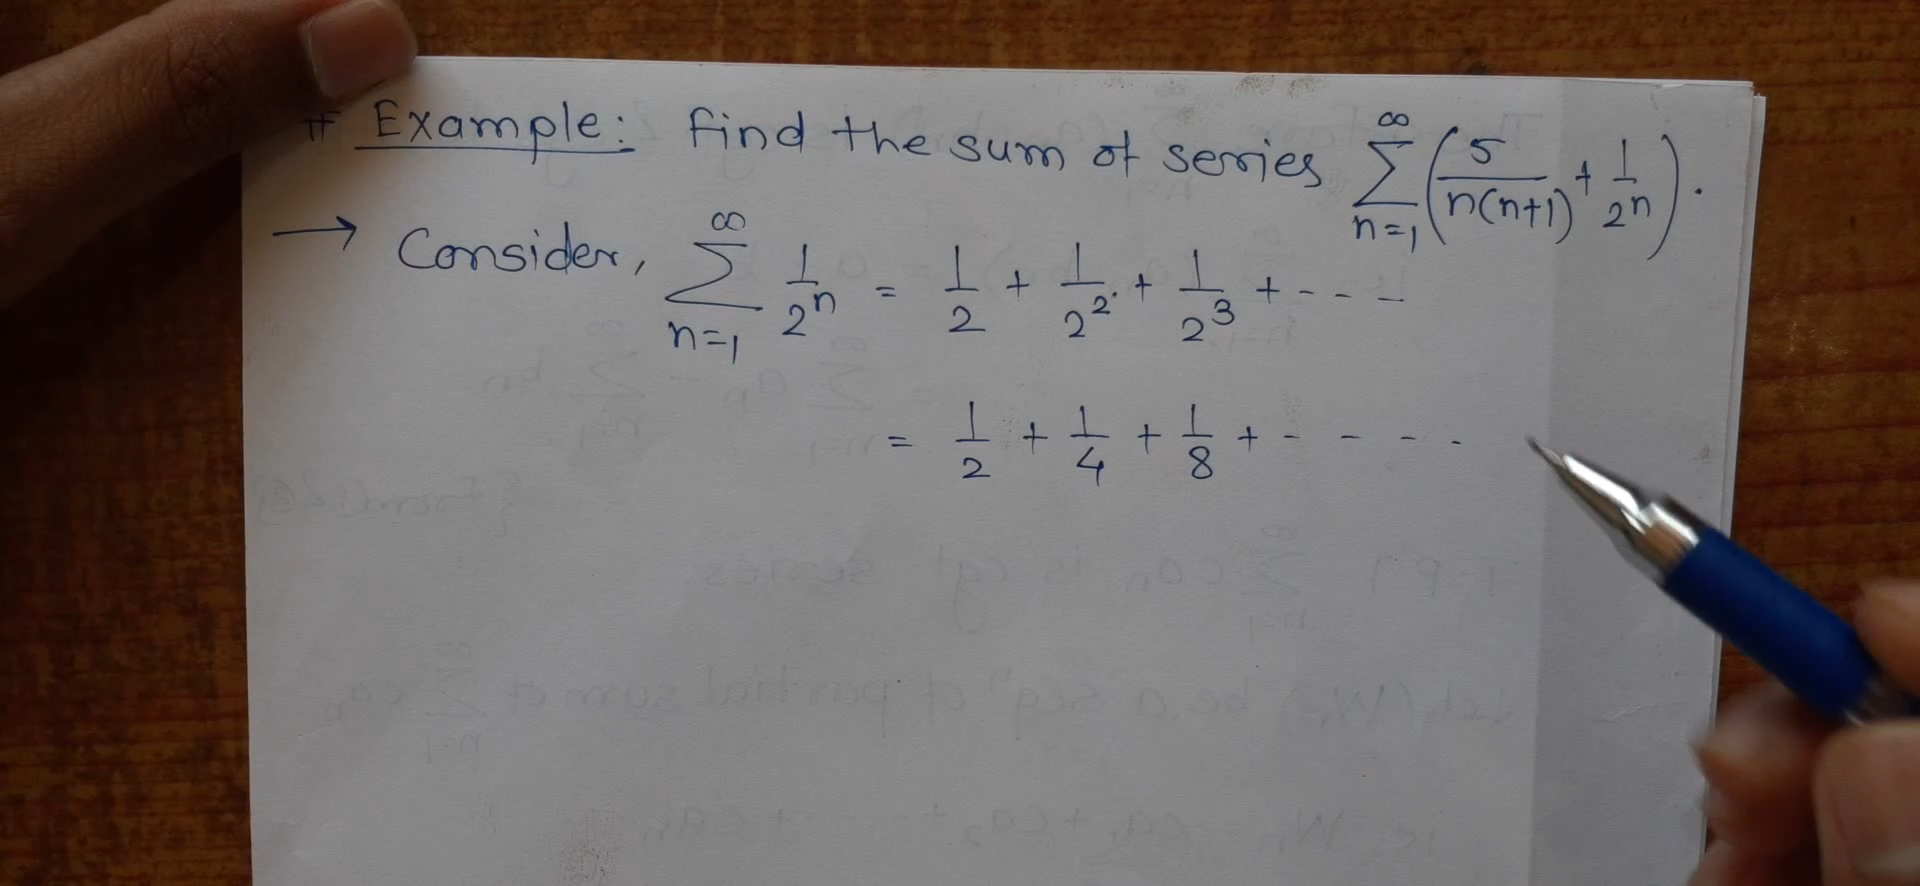 # Example: Find the sum of series ∑_{n=1}^{∞} (5/(n(n+1)) + 1/2^n).
→ Consider, ∑_{n=1}^{∞} 1/2^n = 1/2 + 1/2^2 + 1/2^3 + - - -
= 1/2 + 1/4 + 1/8 + - - - -